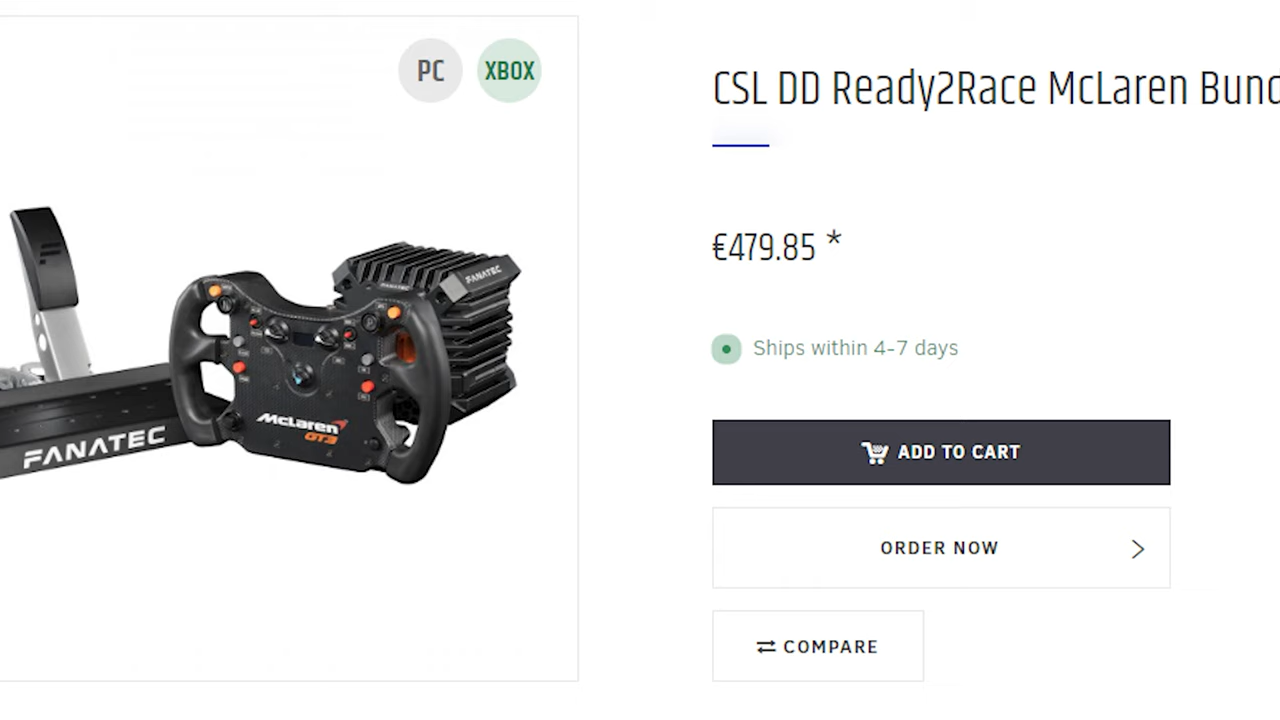 PC
XBOX
CSL DD Ready2Race McLaren Bund
€479.85 *
Ships within 4-7 days
ADD TO CART
ORDER NOW
COMPARE
FANATEC
FANATEC
McLaren
GT3
FANATEC